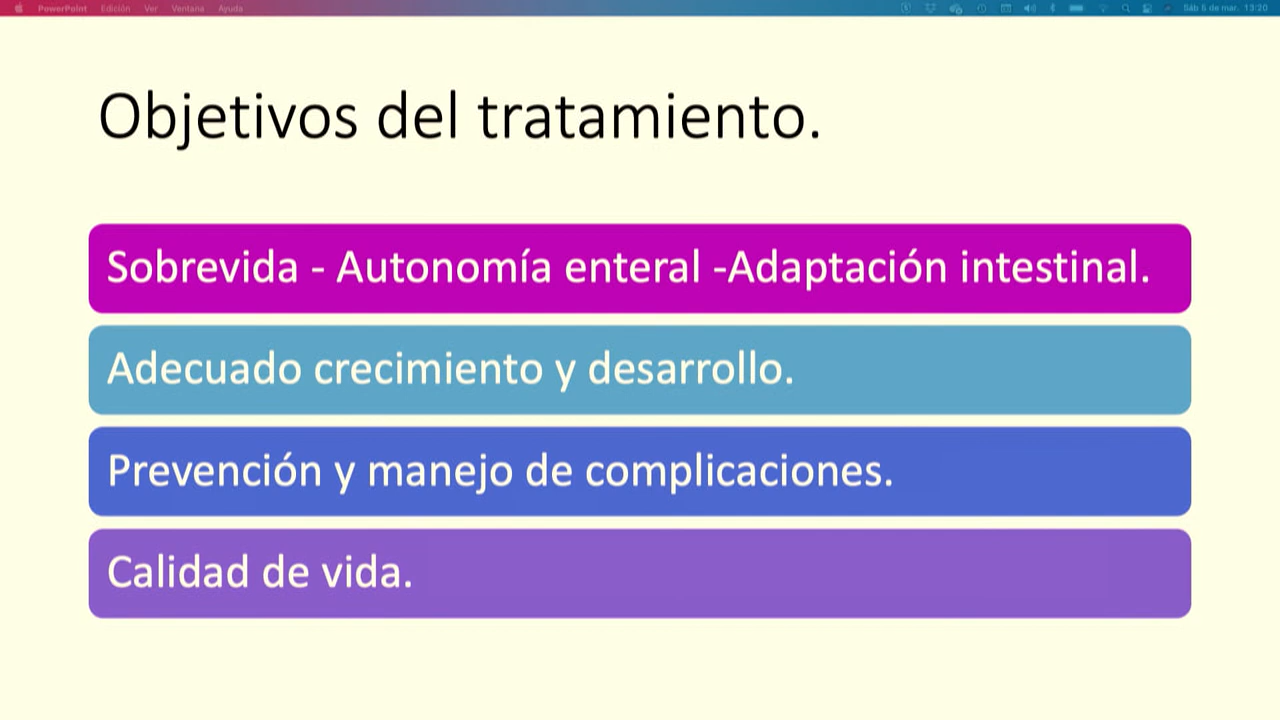 PowerPoint Edición Ver Ventana Ayuda Sáb 5 de mar. 13:20
Objetivos del tratamiento.
Sobrevida - Autonomía enteral -Adaptación intestinal.
Adecuado crecimiento y desarrollo.
Prevención y manejo de complicaciones.
Calidad de vida.